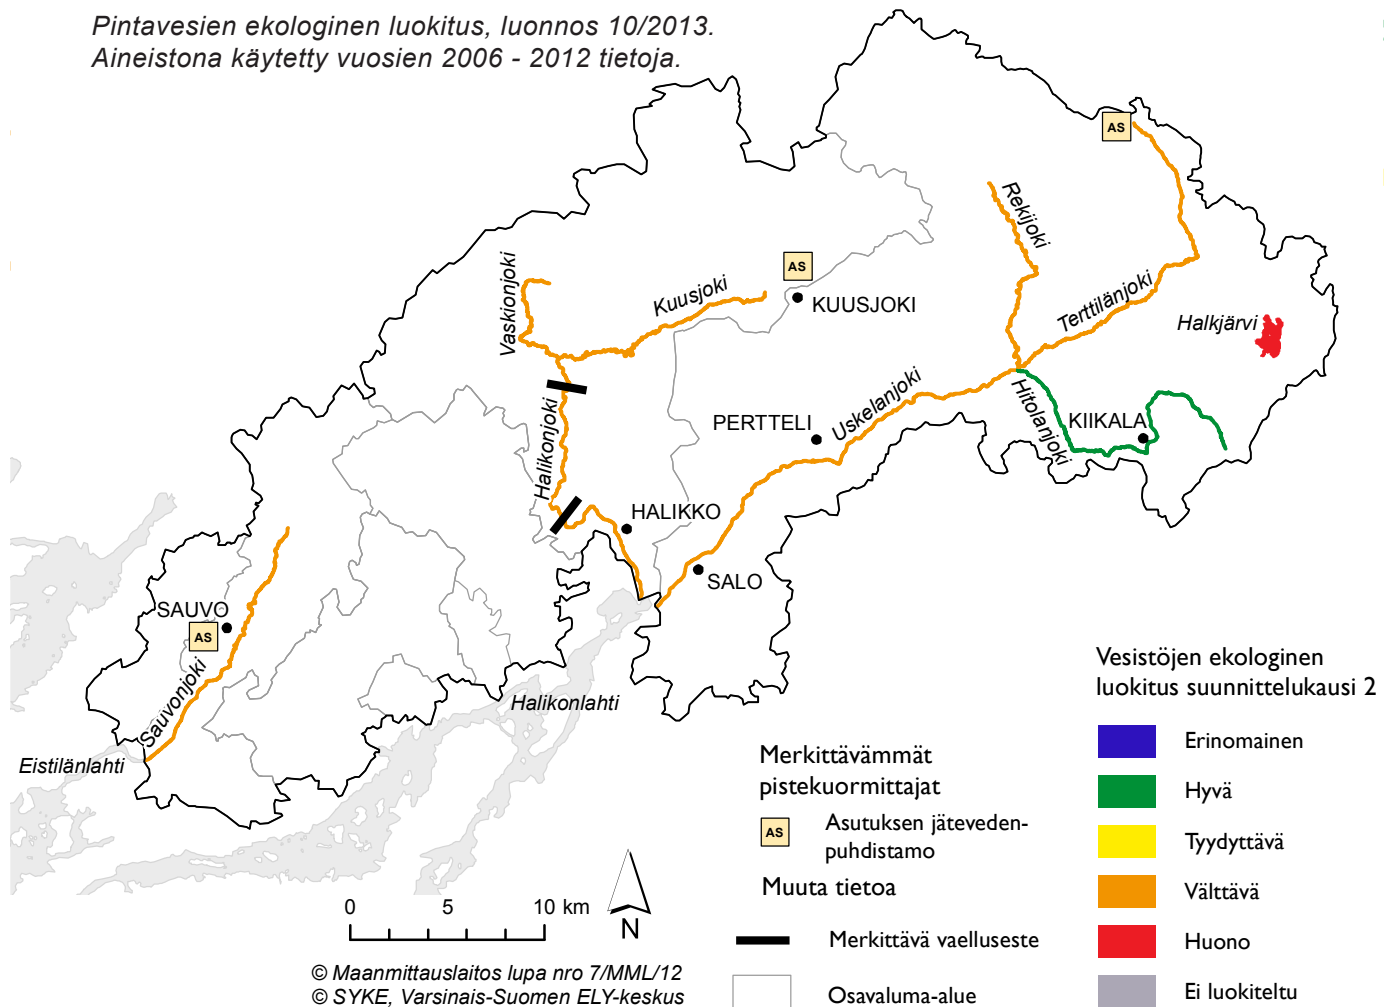 Pintavesien ekologinen luokitus, luonnos 10/2013.
Aineistona käytetty vuosien 2006 - 2012 tietoja.
AS
Rekijoki
AS
Vaskionjoki
Kuusjoki
KUUSJOKI
Terttilänjoki
Halkjärvi
Uskelanjoki
Hitolanjoki
PERTTELI
KIIKALA
Halikonjoki
HALIKKO
SALO
SAUVO
AS
Sauvonjoki
Halikonlahti
Eistilänlahti
Vesistöjen ekologinen
luokitus suunnittelukausi 2
Erinomainen
Hyvä
Tyydyttävä
Välttävä
Huono
Ei luokiteltu
Merkittävämmät
pistekuormittajat
AS
Asutuksen jäteveden-
puhdistamo
Muuta tietoa
Merkittävä vaelluseste
Osavaluma-alue
0 5 10 km
N
© Maanmittauslaitos lupa nro 7/MML/12
© SYKE, Varsinais-Suomen ELY-keskus